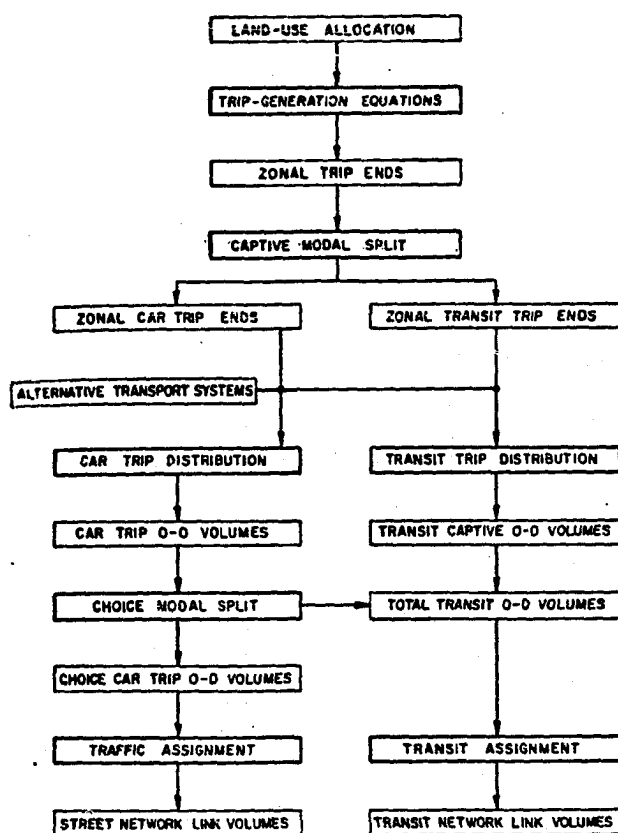 LAND-USE ALLOCATION
TRIP-GENERATION EQUATIONS
ZONAL TRIP ENDS
CAPTIVE MODAL SPLIT
ZONAL CAR TRIP ENDS
ZONAL TRANSIT TRIP ENDS
ALTERNATIVE TRANSPORT SYSTEMS
CAR TRIP DISTRIBUTION
TRANSIT TRIP DISTRIBUTION
CAR TRIP O-D VOLUMES
TRANSIT CAPTIVE O-D VOLUMES
CHOICE MODAL SPLIT
TOTAL TRANSIT O-D VOLUMES
CHOICE CAR TRIP O-D VOLUMES
TRAFFIC ASSIGNMENT
TRANSIT ASSIGNMENT
STREET NETWORK LINK VOLUMES
TRANSIT NETWORK LINK VOLUMES